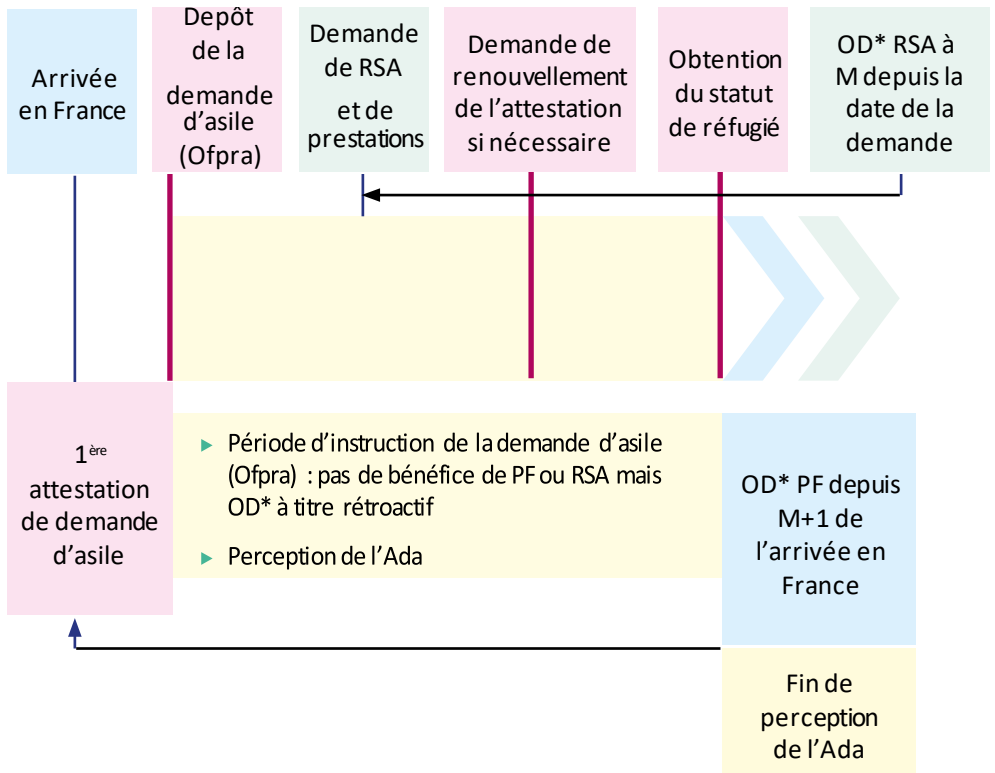 Arrivée
en France
Depôt
de la
demande
d’asile
(Ofpra)
Demande
de RSA
et de
prestations
Demande de
renouvellement
de l’attestation
si nécessaire
Obtention
du statut
de réfugié
OD* RSA à
M depuis la
date de la
demande
1ère
attestation
de demande
d’asile
► Période d’instruction de la demande d’asile
(Ofpra) : pas de bénéfice de PF ou RSA mais
OD* à titre rétroactif
► Perception de l’Ada
OD* PF depuis
M+1 de
l’arrivée en
France
Fin de
perception
de l’Ada